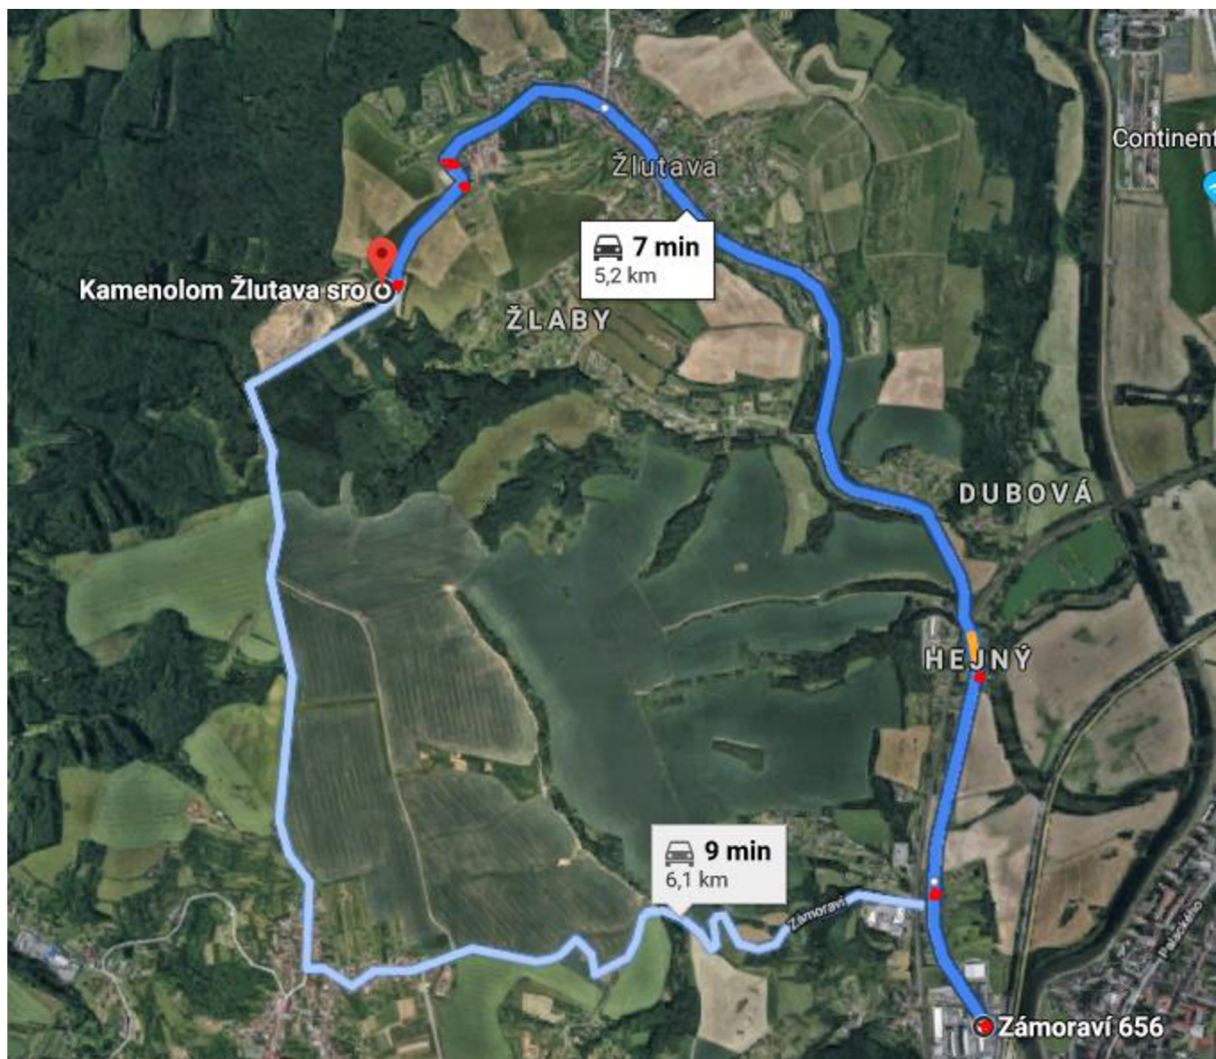 Continent
Žlutava
7 min
5,2 km
Kamenolom Žlutava sro
ŽLABY
DUBOVÁ
HEJNÝ
9 min
6,1 km
Zámoraví
Palackého
Zámoraví 656